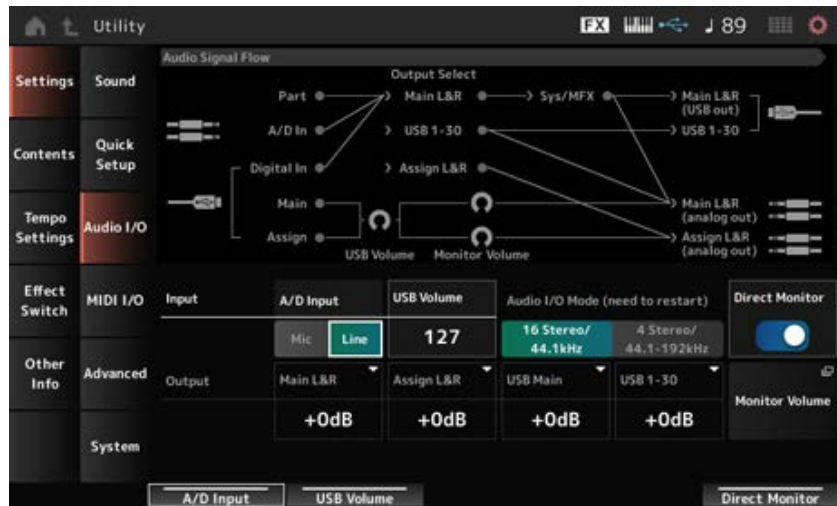 Utility
FX
♩ 89
Settings
Contents
Tempo Settings
Effect Switch
Other Info
Sound
Quick Setup
Audio I/O
MIDI I/O
Advanced
System
Audio Signal Flow
Output Select
Part
Main L&R
Sys/MFX
Main L&R (USB out)
A/D In
USB 1-30
USB 1-30
Digital In
Assign L&R
Main
Main L&R (analog out)
Assign
Assign L&R (analog out)
USB Volume
Monitor Volume
Input
A/D Input
Mic
Line
USB Volume
127
Audio I/O Mode (need to restart)
16 Stereo/ 44.1kHz
4 Stereo/ 44.1-192kHz
Direct Monitor
Output
Main L&R
+0dB
Assign L&R
+0dB
USB Main
+0dB
USB 1-30
+0dB
Monitor Volume
A/D Input
USB Volume
Direct Monitor